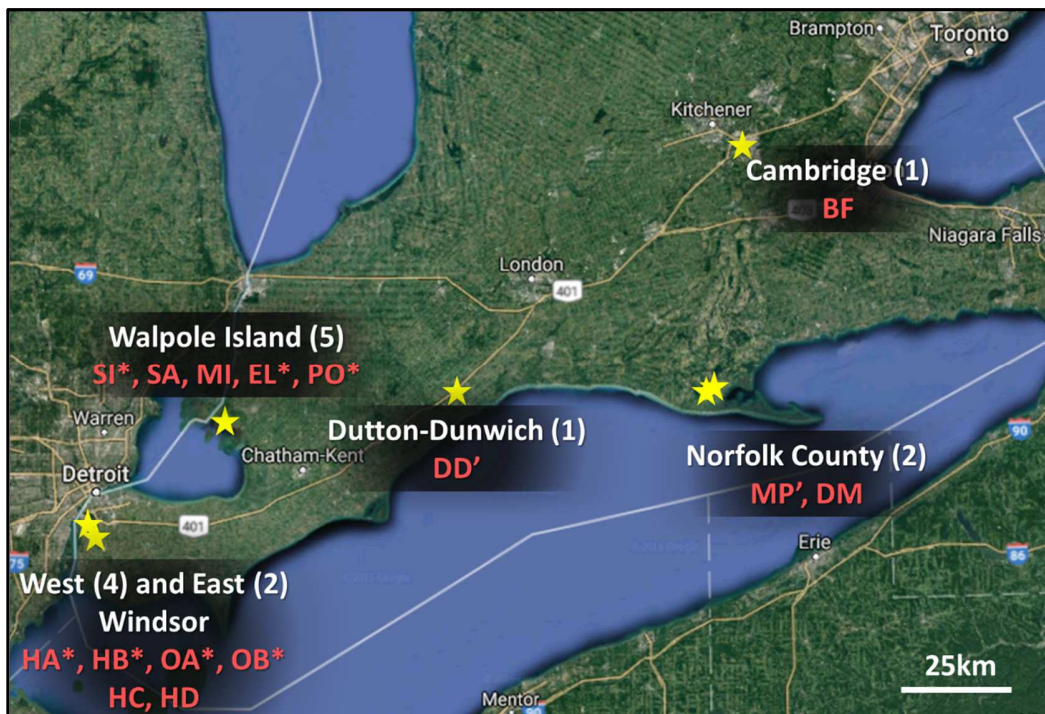 Brampton
Toronto
Kitchener
Cambridge (1)
BF
Niagara Falls
London
401
69
Walpole Island (5)
SI*, SA, MI, EL*, PO*
Warren
Dutton-Dunwich (1)
DD’
Chatham-Kent
Norfolk County (2)
MP’, DM
90
Detroit
401
75
Erie
86
West (4) and East (2)
Windsor
HA*, HB*, OA*, OB*
HC, HD
25km
Mentor
90